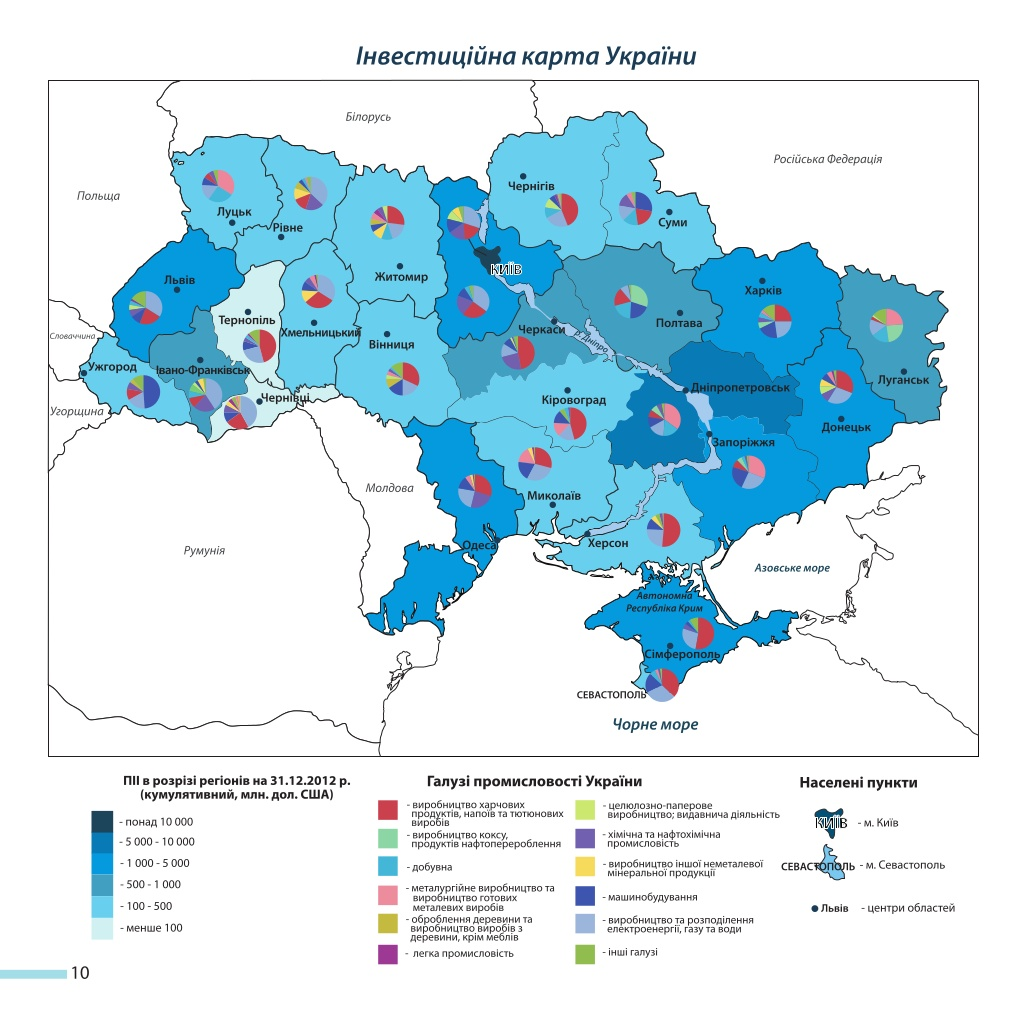 Інвестиційна карта України
Білорусь
Російська Федерація
Польща
Чернігів
Луцьк
Суми
Рівне
КИЇВ
Житомир
Львів
Харків
Тернопіль
Хмельницький
Черкаси
р. Дніпро
Полтава
Словаччина
Вінниця
Ужгород
Івано-Франківськ
Луганськ
Дніпропетровськ
Чернівці
Кіровоград
Угорщина
Донецьк
Запоріжжя
Молдова
Миколаїв
Одеса
Херсон
Румунія
Азовське море
Автономна
Республіка Крим
Сімферополь
СЕВАСТОПОЛЬ
Чорне море
ПІІ в розрізі регіонів на 31.12.2012 р.
(кумулятивний, млн. дол. США)
- понад 10 000
- 5 000 - 10 000
- 1 000 - 5 000
- 500 - 1 000
- 100 - 500
- менше 100
Галузі промисловості України
- виробництво харчових
продуктів, напоїв та тютюнових
виробів
- виробництво коксу,
продуктів нафтопереробления
- добувна
- металургійне виробництво та
виробництво готових
металевих виробів
- оброблення деревини та
виробництво виробів з
деревини, крім меблів
- легка промисловість
- целюлозно-паперове
виробництво; видавнича діяльність
- хімічна та нафтохімічна
промисловість
- виробництво іншої неметалевої
мінеральної продукції
- машинобудування
- виробництво та розподілення
електроенергії, газу та води
- інші галузі
Населені пункти
КИЇВ - м. Київ
СЕВАСТОПОЛЬ - м. Севастополь
Львів - центри областей
10